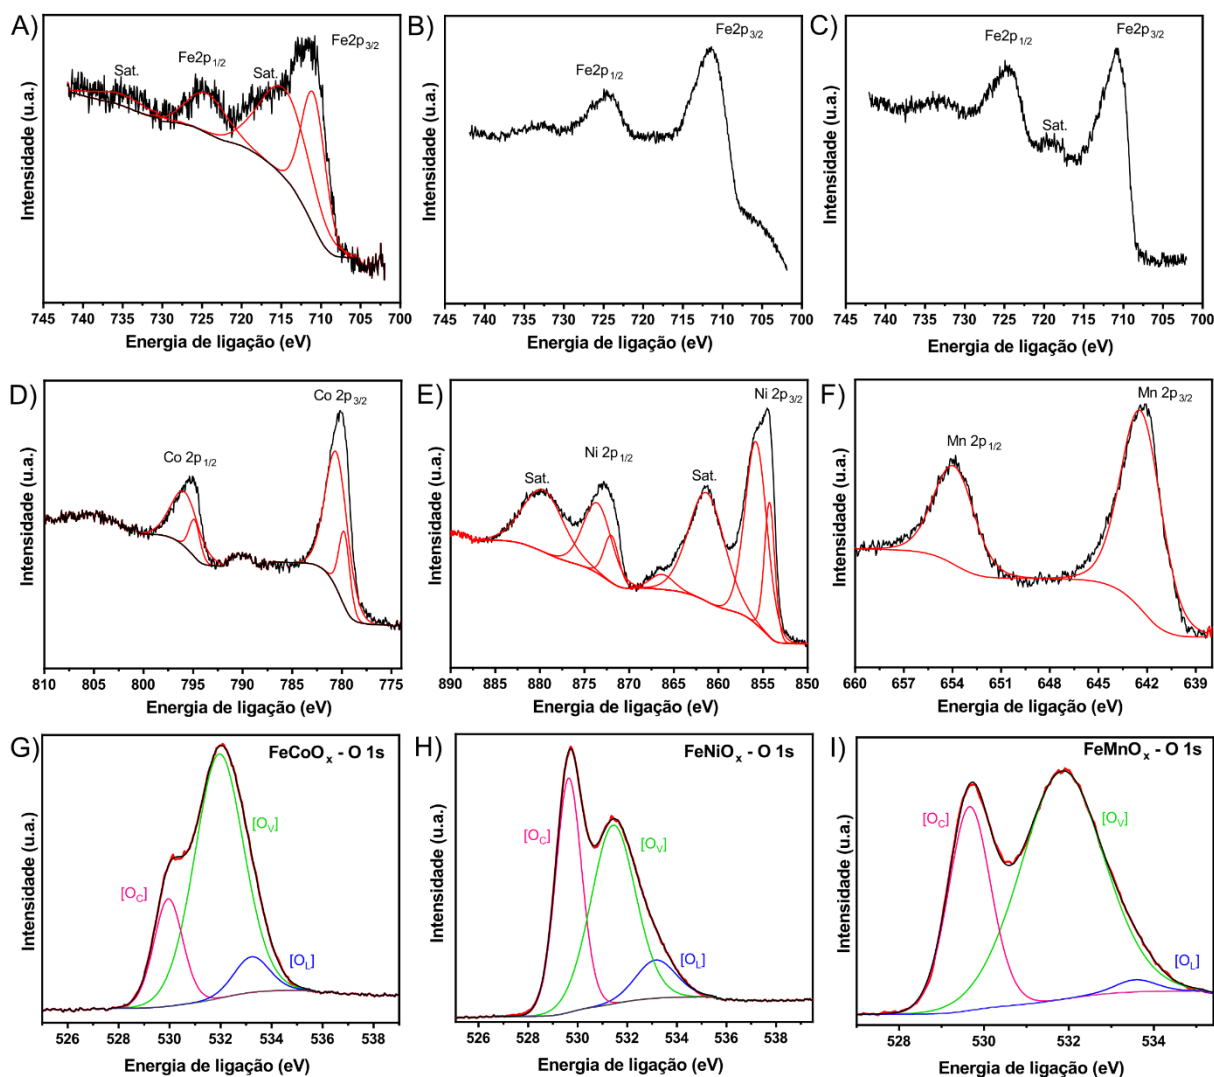 A)
Fe2p3/2
Fe2p1/2
Sat.
Sat.
Intensidade (u.a.)
745 740 735 730 725 720 715 710 705 700
Energia de ligação (eV)
B)
Fe2p3/2
Fe2p1/2
Intensidade (u.a.)
745 740 735 730 725 720 715 710 705 700
Energia de ligação (eV)
C)
Fe2p1/2
Fe2p3/2
Sat.
Intensidade (u.a.)
745 740 735 730 725 720 715 710 705 700
Energia de ligação (eV)
D)
Co 2p3/2
Co 2p1/2
Intensidade (u.a.)
810 805 800 795 790 785 780 775
Energia de ligação (eV)
E)
Ni 2p3/2
Ni 2p1/2
Sat.
Sat.
Intensidade (u.a.)
890 885 880 875 870 865 860 855 850
Energia de ligação (eV)
F)
Mn 2p3/2
Mn 2p1/2
Intensidade (u.a.)
660 657 654 651 648 645 642 639
Energia de ligação (eV)
G)
FeCoOx - O 1s
[OV]
[OC]
[OL]
Intensidade (u.a.)
526 528 530 532 534 536 538
Energia de ligação (eV)
H)
FeNiOx - O 1s
[OC]
[OV]
[OL]
Intensidade (u.a.)
526 528 530 532 534 536 538
Energia de ligação (eV)
I)
FeMnOx - O 1s
[OC]
[OV]
[OL]
Intensidade (u.a.)
528 530 532 534
Energia de ligação (eV)